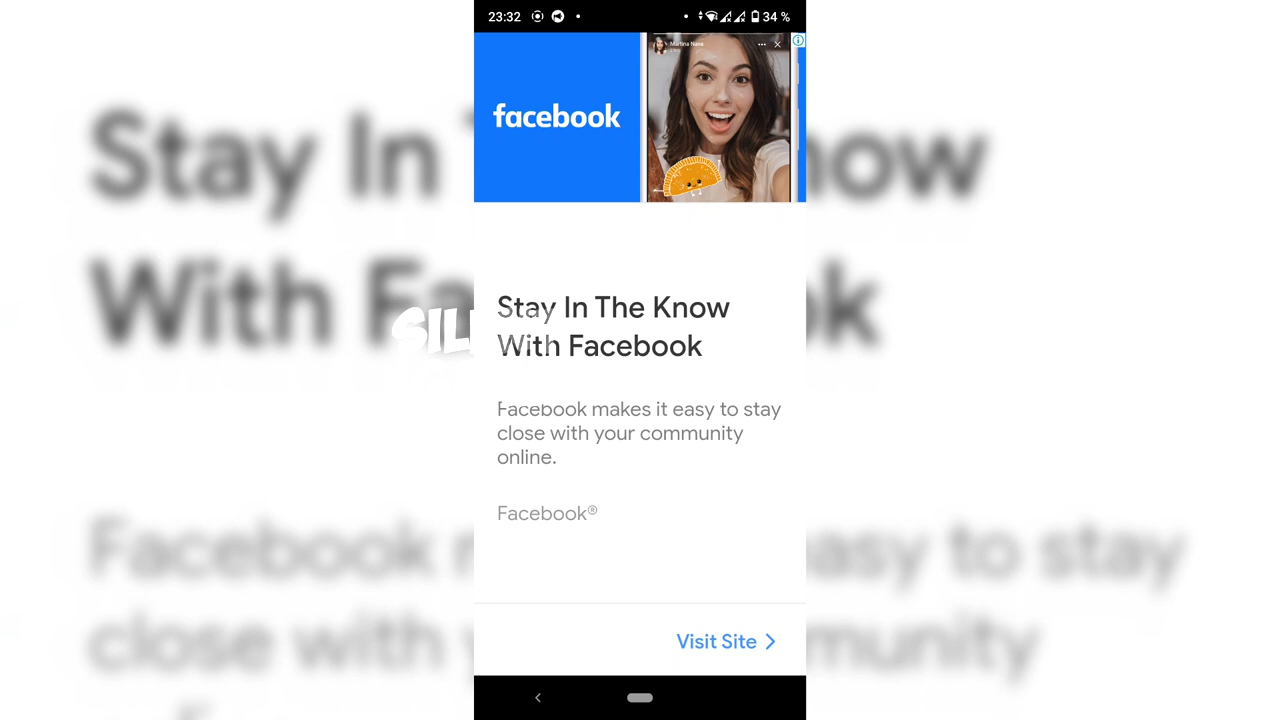 23:32
34 %
facebook
Martina Nava
Stay In The Know
With Facebook
Facebook makes it easy to stay
close with your community
online.
Facebook®
Visit Site